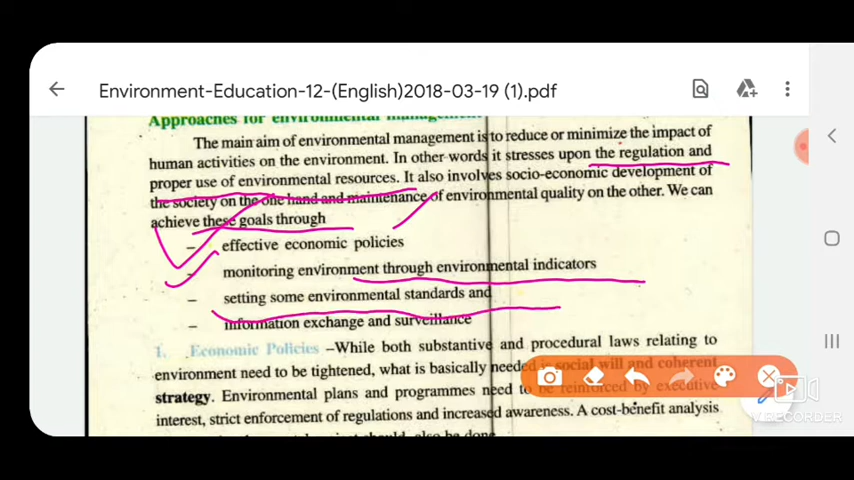 Environment-Education-12-(English)2018-03-19 (1).pdf
Approaches for environmental management
The main aim of environmental management is to reduce or minimize the impact of
human activities on the environment. In other words it stresses upon the regulation and
proper use of environmental resources. It also involves socio-economic development of
the society on the one hand and maintenance of environmental quality on the other. We can
achieve these goals through
– effective economic policies
– monitoring environment through environmental indicators
– setting some environmental standards and
– information exchange and surveillance
1. Economic Policies –While both substantive and procedural laws relating to
environment need to be tightened, what is basically needed is social will and coherent
strategy. Environmental plans and programmes need to be reinforced by executive
interest, strict enforcement of regulations and increased awareness. A cost-benefit analysis
should also be done
V RECORDER